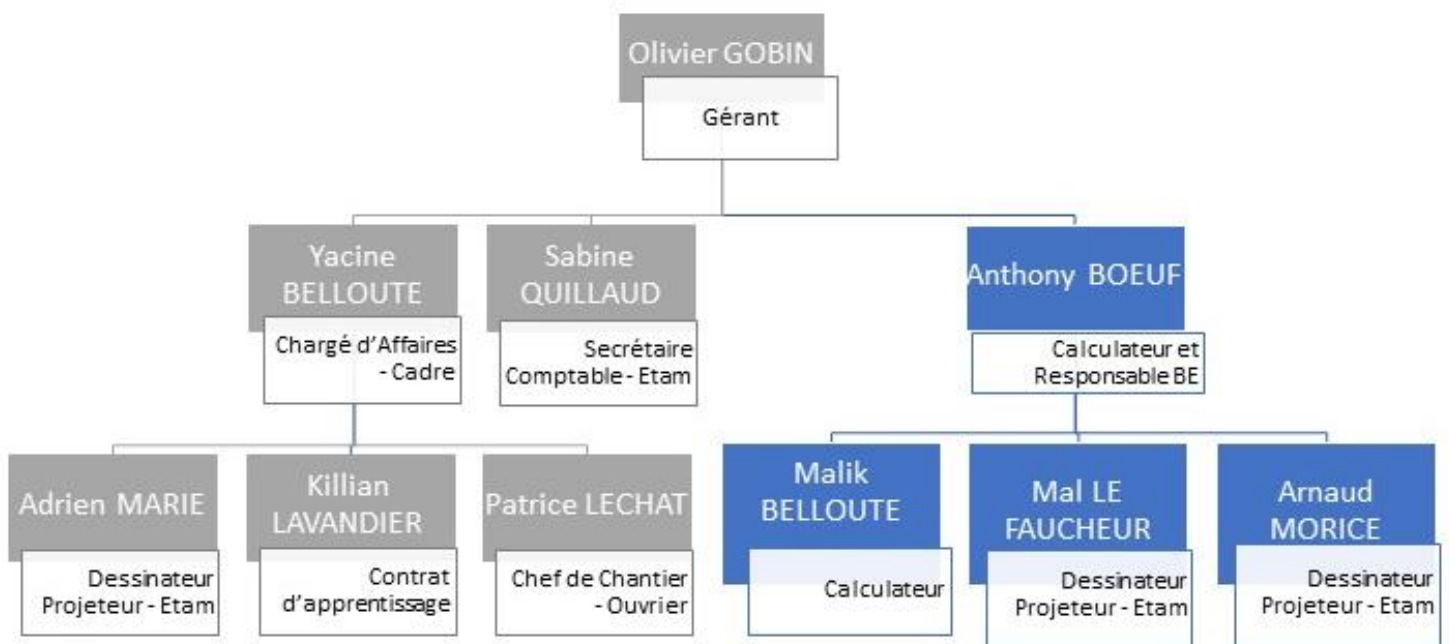 Olivier GOBIN
Gérant
Yacine
BELLOUTE
Chargé d'Affaires
- Cadre
Sabine
QUILLAUD
Secrétaire
Comptable - Etam
Anthony BOEUF
Calculateur et
Responsable BE
Adrien MARIE
Dessinateur
Projeteur - Etam
Killian
LAVANDIER
Contrat
d'apprentissage
Patrice LECHAT
Chef de Chantier
- Ouvrier
Malik
BELLOUTE
Calculateur
Mal LE
FAUCHEUR
Dessinateur
Projeteur - Etam
Arnaud
MORICE
Dessinateur
Projeteur - Etam